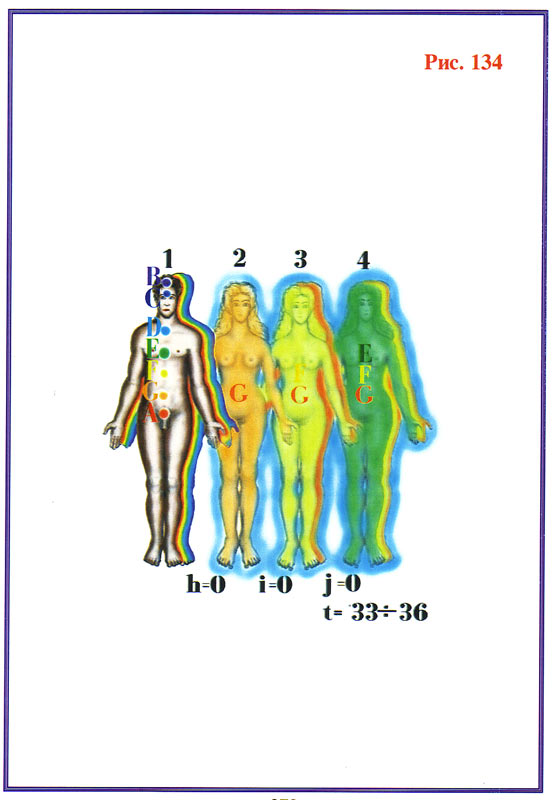 Рис. 134
1 2 3 4
B
C
D
E
F
G
A
G
G
E
F
G
h=0 i=0 j=0
t= 33÷36